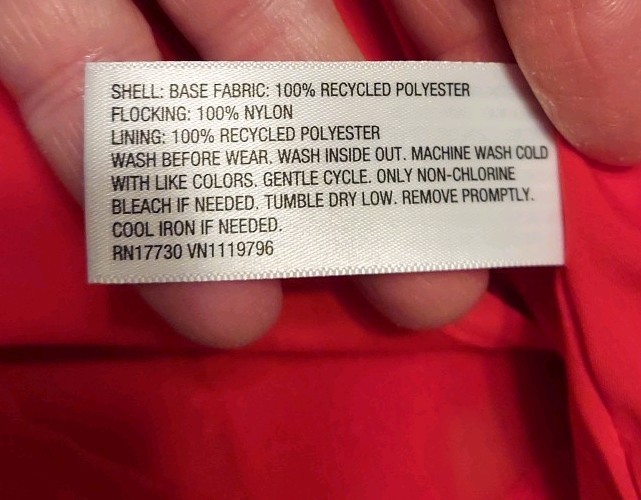 SHELL: BASE FABRIC: 100% RECYCLED POLYESTER
FLOCKING: 100% NYLON
LINING: 100% RECYCLED POLYESTER
WASH BEFORE WEAR. WASH INSIDE OUT. MACHINE WASH COLD
WITH LIKE COLORS. GENTLE CYCLE. ONLY NON-CHLORINE
BLEACH IF NEEDED. TUMBLE DRY LOW. REMOVE PROMPTLY.
COOL IRON IF NEEDED.
RN17730 VN1119796